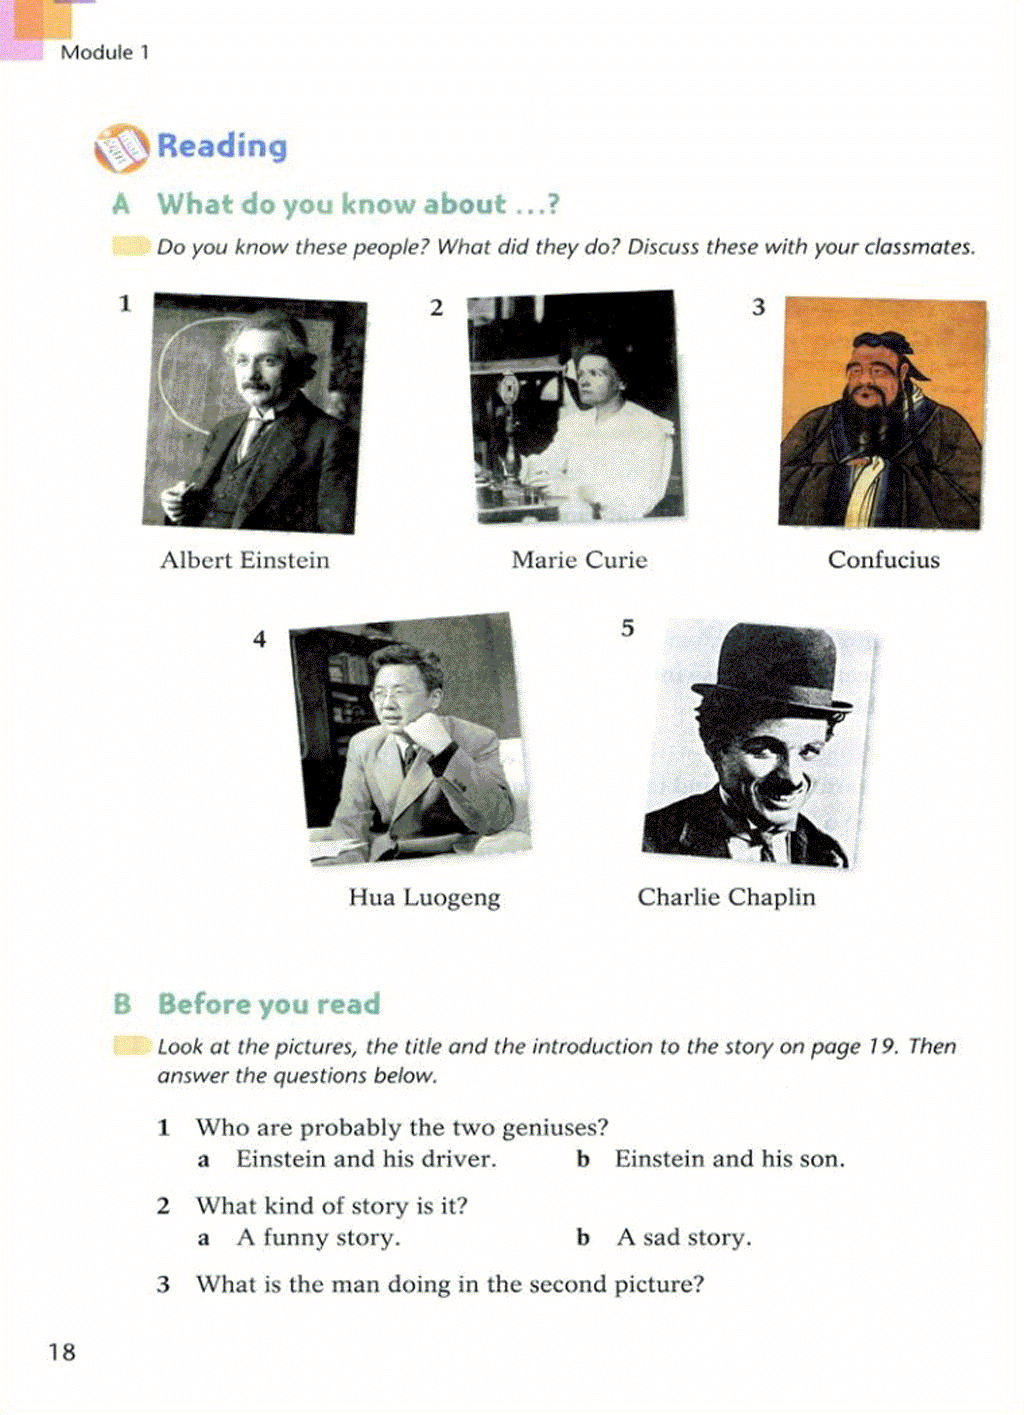 Module 1
Reading
A What do you know about ...?
Do you know these people? What did they do? Discuss these with your classmates.
1
2
3
Albert Einstein
Marie Curie
Confucius
4
5
Hua Luogeng
Charlie Chaplin
B Before you read
Look at the pictures, the title and the introduction to the story on page 19. Then
answer the questions below.
1 Who are probably the two geniuses?
a Einstein and his driver. b Einstein and his son.
2 What kind of story is it?
a A funny story. b A sad story.
3 What is the man doing in the second picture?
18